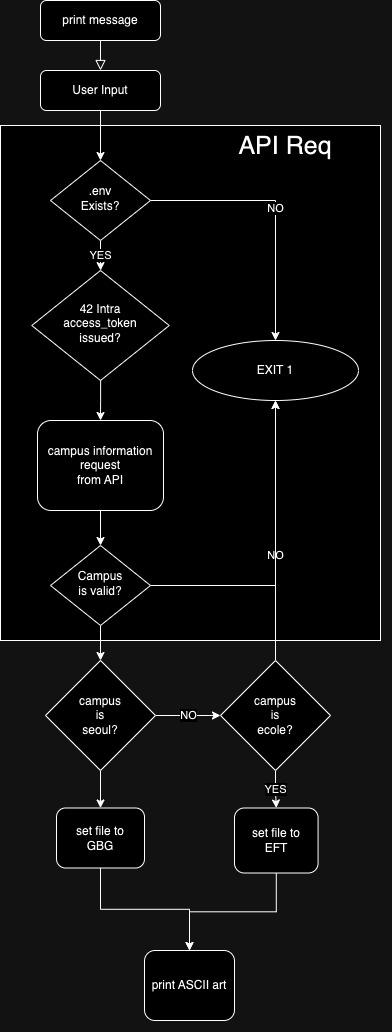 print message
User Input
API Req
.env
Exists?
NO
YES
42 Intra
access_token
issued?
EXIT 1
campus information
request
from API
NO
Campus
is valid?
campus
is
seoul?
NO
campus
is
ecole?
YES
set file to
GBG
set file to
EFT
print ASCII art